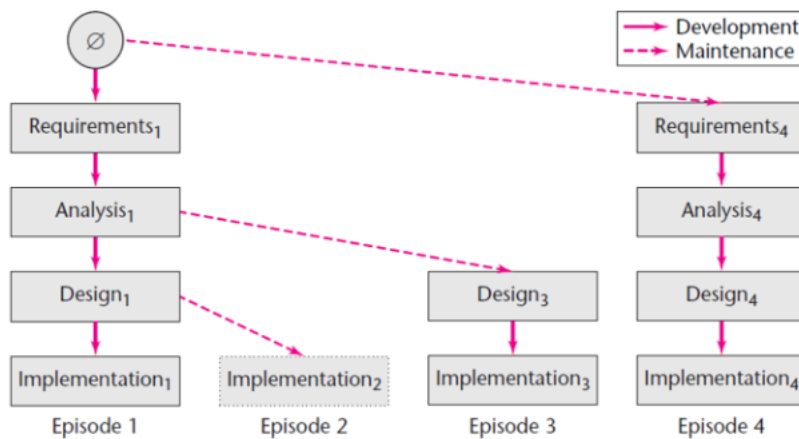 ∅
Development
Maintenance
Requirements₁
Requirements₄
Analysis₁
Analysis₄
Design₁
Design₃
Design₄
Implementation₁
Implementation₂
Implementation₃
Implementation₄
Episode 1
Episode 2
Episode 3
Episode 4